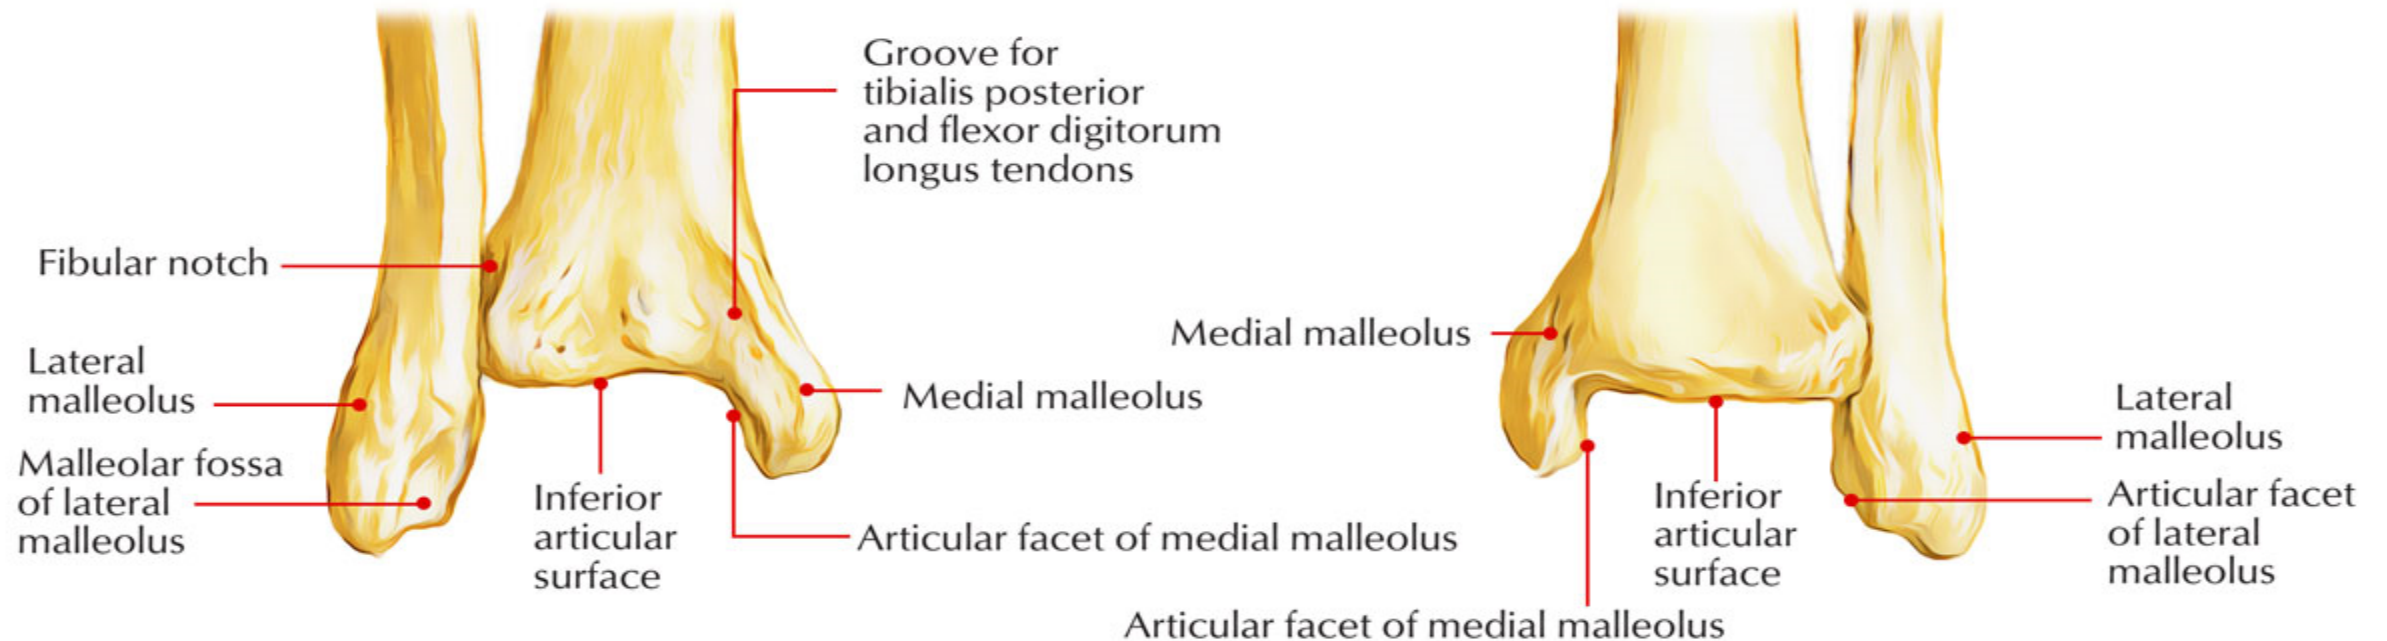 Groove for
tibialis posterior
and flexor digitorum
longus tendons
Fibular notch
Lateral
malleolus
Malleolar fossa
of lateral
malleolus
Inferior
articular
surface
Medial malleolus
Articular facet of medial malleolus
Medial malleolus
Inferior
articular
surface
Articular facet of medial malleolus
Lateral
malleolus
Articular facet
of lateral
malleolus